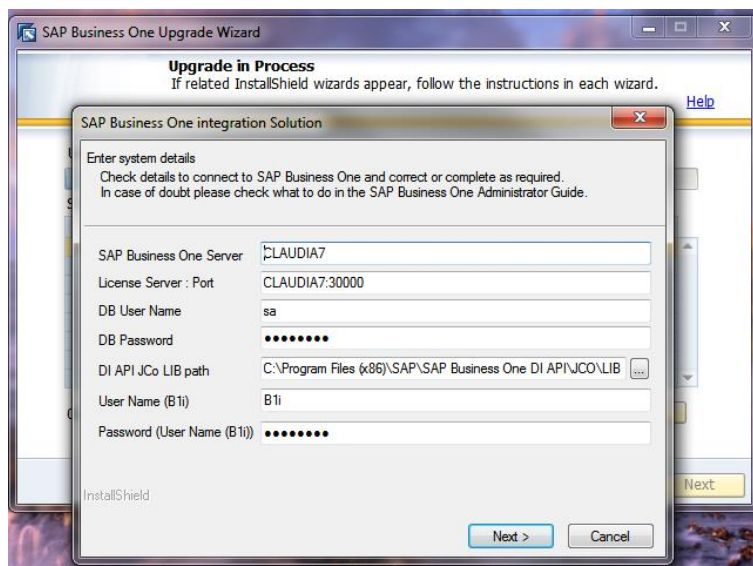 SAP Business One Upgrade Wizard
Upgrade in Process
If related InstallShield wizards appear, follow the instructions in each wizard.
Help
SAP Business One integration Solution
Enter system details
Check details to connect to SAP Business One and correct or complete as required.
In case of doubt please check what to do in the SAP Business One Administrator Guide.
SAP Business One Server CLAUDIA7
License Server : Port CLAUDIA7:30000
DB User Name sa
DB Password ●●●●●●●●
DI API JCo LIB path C:\Program Files (x86)\SAP\SAP Business One DI API\JCO\LIB ...
User Name (B1i) B1i
Password (User Name (B1i)) ●●●●●●●●
Next
InstallShield
Next > Cancel